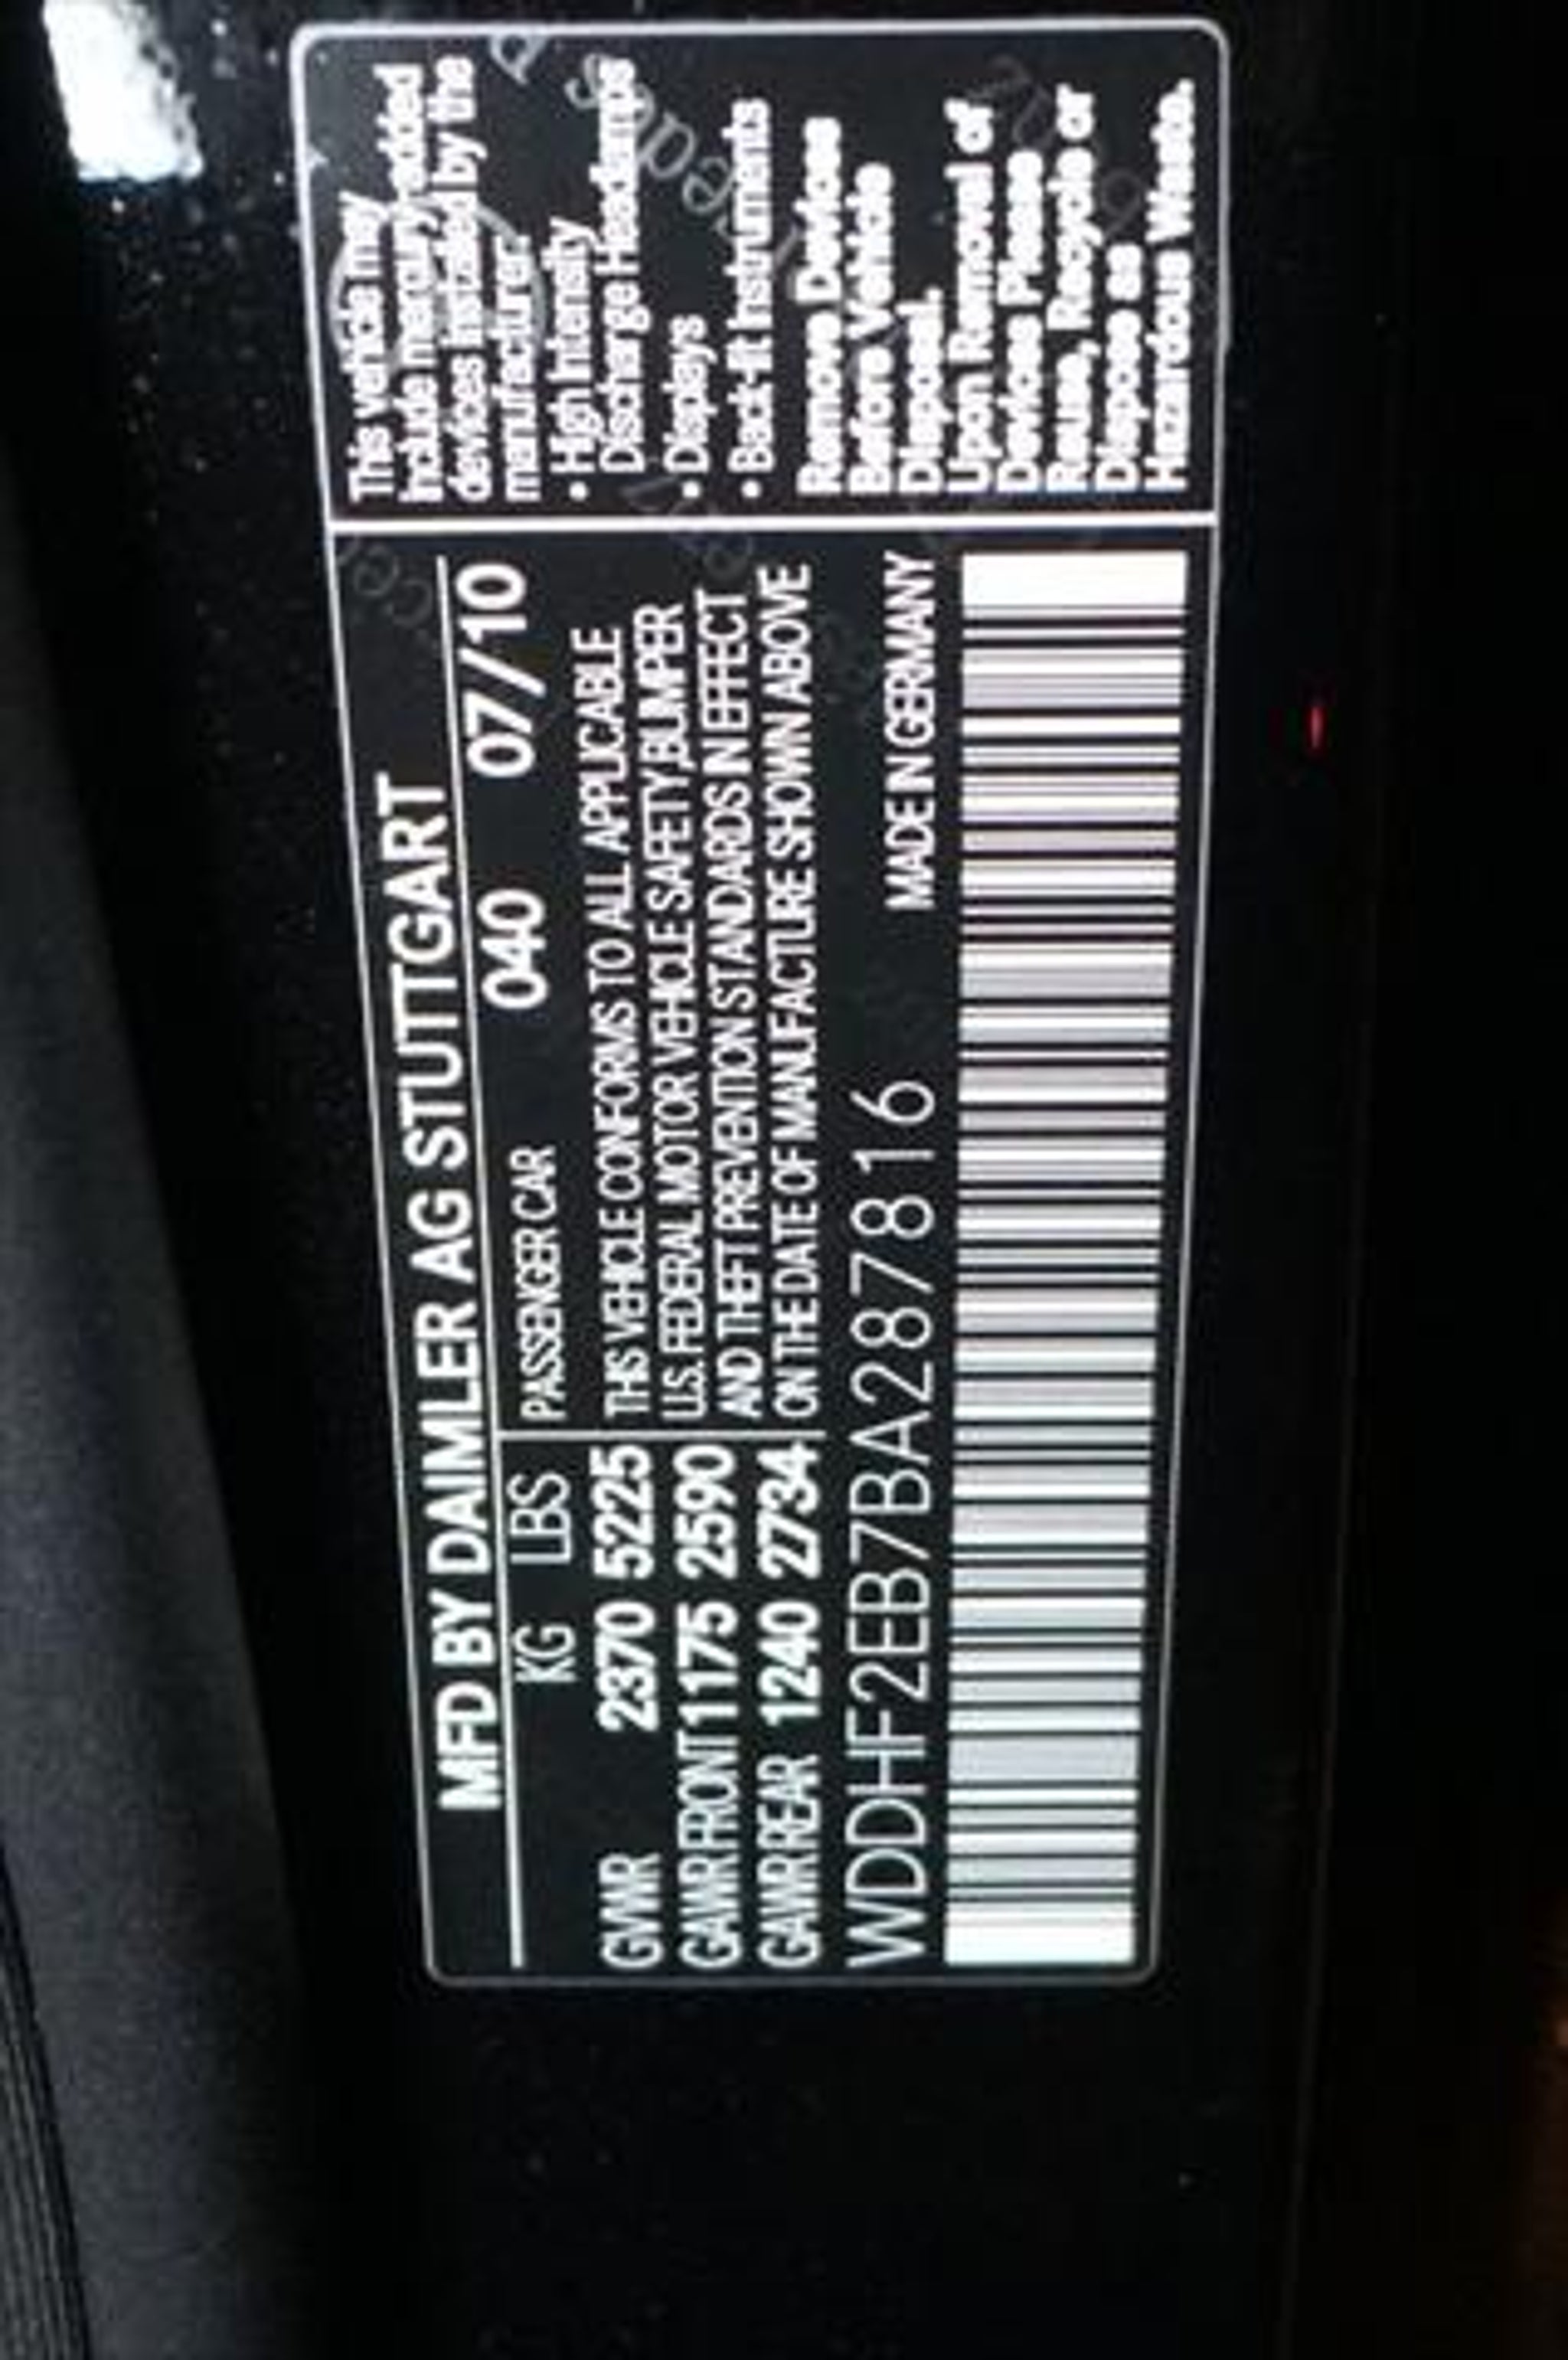 MFD BY DAIMLER AG STUTTGART
KG LBS
PASSENGER CAR 040 07/10
GVWR 2370 5225
GAWR FRONT 1175 2590
GAWR REAR 1240 2734
THIS VEHICLE CONFORMS TO ALL APPLICABLE
U.S. FEDERAL MOTOR VEHICLE SAFETY,BUMPER
AND THEFT PREVENTION STANDARDS IN EFFECT
ON THE DATE OF MANUFACTURE SHOWN ABOVE
WDDHF2EB7BA287816
MADE IN GERMANY
This vehicle may
include mercury added
devices installed by the
manufacturer:
• High Intensity
Discharge Headlamps
• Displays
• Back-lit Instruments
Remove Devices
Before Vehicle
Disposal.
Upon Removal of
Devices Please
Reuse, Recycle or
Dispose as
Hazardous Waste.